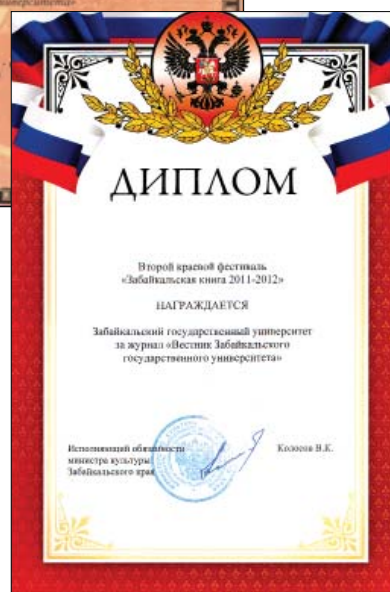 университета»
ДИПЛОМ
Второй краевой фестиваль
«Забайкальская книга 2011-2012»
НАГРАЖДАЕТСЯ
Забайкальский государственный университет
за журнал «Вестник Забайкальского
государственного университета»
Исполняющий обязанности
министра культуры
Забайкальского края
Колосов В.К.